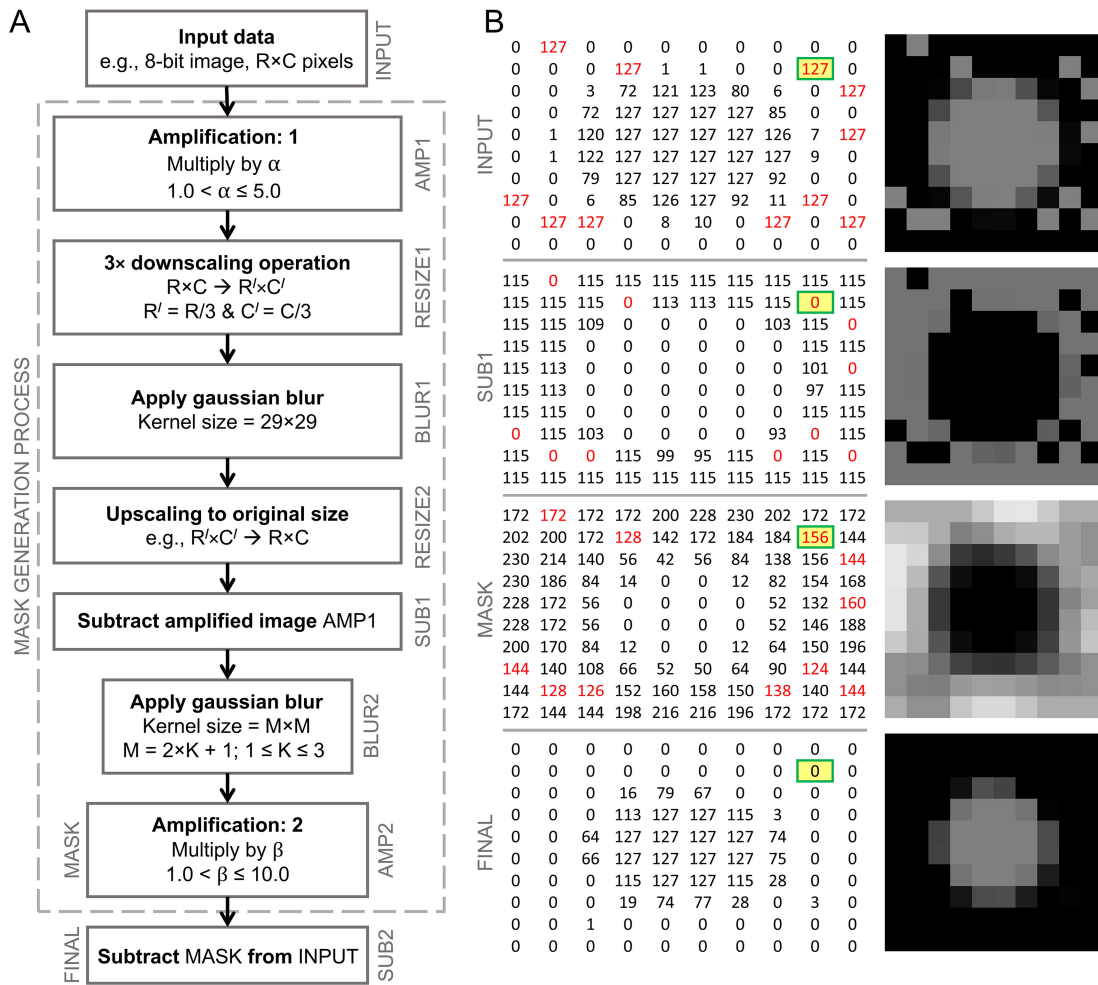 A
Input data
e.g., 8-bit image, R×C pixels
INPUT
MASK GENERATION PROCESS
Amplification: 1
Multiply by α
1.0 < α ≤ 5.0
AMP1
3× downscaling operation
R×C → R′×C′
R′ = R/3 & C′ = C/3
RESIZE1
Apply gaussian blur
Kernel size = 29×29
BLUR1
Upscaling to original size
e.g., R′×C′ → R×C
RESIZE2
Subtract amplified image AMP1
SUB1
Apply gaussian blur
Kernel size = M×M
M = 2×K + 1; 1 ≤ K ≤ 3
BLUR2
MASK
Amplification: 2
Multiply by β
1.0 < β ≤ 10.0
AMP2
FINAL
Subtract MASK from INPUT
SUB2
B
INPUT
0 127 0 0 0 0 0 0 0 0
0 0 0 127 1 1 0 0 127 0
0 0 3 72 121 123 80 6 0 127
0 0 72 127 127 127 127 85 0 0
0 1 120 127 127 127 127 126 7 127
0 1 122 127 127 127 127 127 9 0
0 0 79 127 127 127 127 92 0 0
127 0 6 85 126 127 92 11 127 0
0 127 127 0 8 10 0 127 0 127
0 0 0 0 0 0 0 0 0 0
SUB1
115 0 115 115 115 115 115 115 115 115
115 115 115 0 113 113 115 115 0 115
115 115 109 0 0 0 0 103 115 0
115 115 0 0 0 0 0 0 115 115
115 113 0 0 0 0 0 0 101 0
115 113 0 0 0 0 0 0 97 115
115 115 0 0 0 0 0 0 115 115
0 115 103 0 0 0 0 93 0 115
115 0 0 115 99 95 115 0 115 0
115 115 115 115 115 115 115 115 115 115
MASK
172 172 172 172 200 228 230 202 172 172
202 200 172 128 142 172 184 184 156 144
230 214 140 56 42 56 84 138 156 144
230 186 84 14 0 0 12 82 154 168
228 172 56 0 0 0 0 52 132 160
228 172 56 0 0 0 0 52 146 188
200 170 84 12 0 0 12 64 150 196
144 140 108 66 52 50 64 90 124 144
144 128 126 152 160 158 150 138 140 144
172 144 144 198 216 216 196 172 172 172
FINAL
0 0 0 0 0 0 0 0 0 0
0 0 0 0 0 0 0 0 0 0
0 0 0 16 79 67 0 0 0 0
0 0 0 113 127 127 115 3 0 0
0 0 64 127 127 127 127 74 0 0
0 0 66 127 127 127 127 75 0 0
0 0 0 115 127 127 115 28 0 0
0 0 0 19 74 77 28 0 3 0
0 0 1 0 0 0 0 0 0 0
0 0 0 0 0 0 0 0 0 0